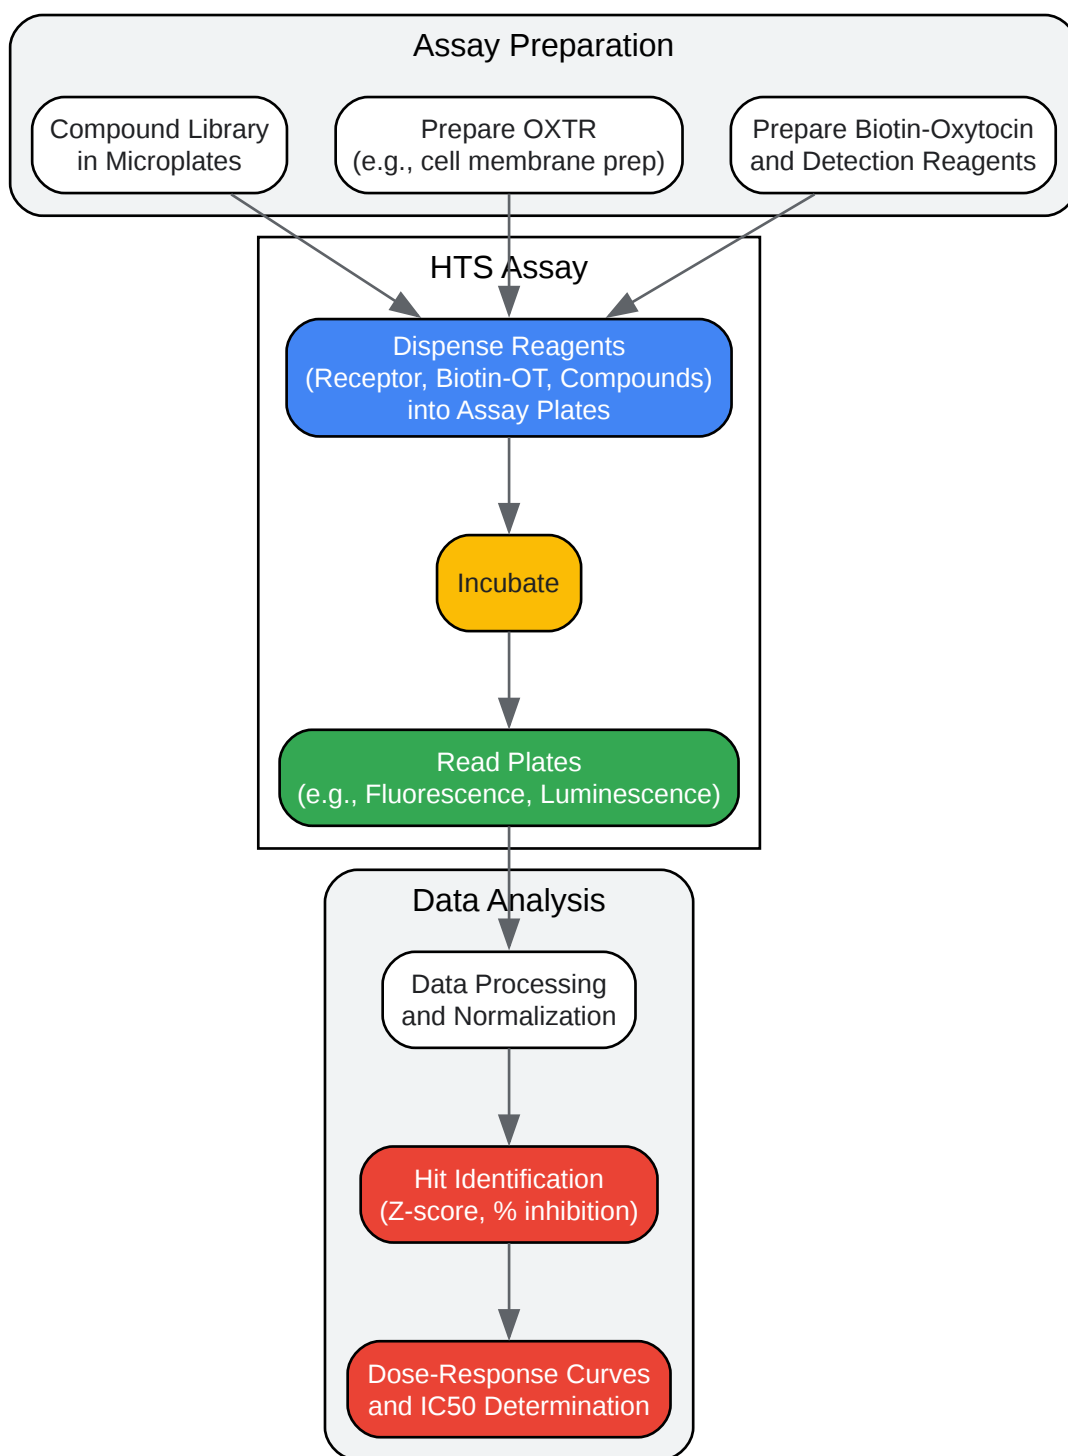 Assay Preparation
Compound Library
in Microplates
Prepare OXTR
(e.g., cell membrane prep)
Prepare Biotin-Oxytocin
and Detection Reagents
HTS Assay
Dispense Reagents
(Receptor, Biotin-OT, Compounds)
into Assay Plates
Incubate
Read Plates
(e.g., Fluorescence, Luminescence)
Data Analysis
Data Processing
and Normalization
Hit Identification
(Z-score, % inhibition)
Dose-Response Curves
and IC50 Determination